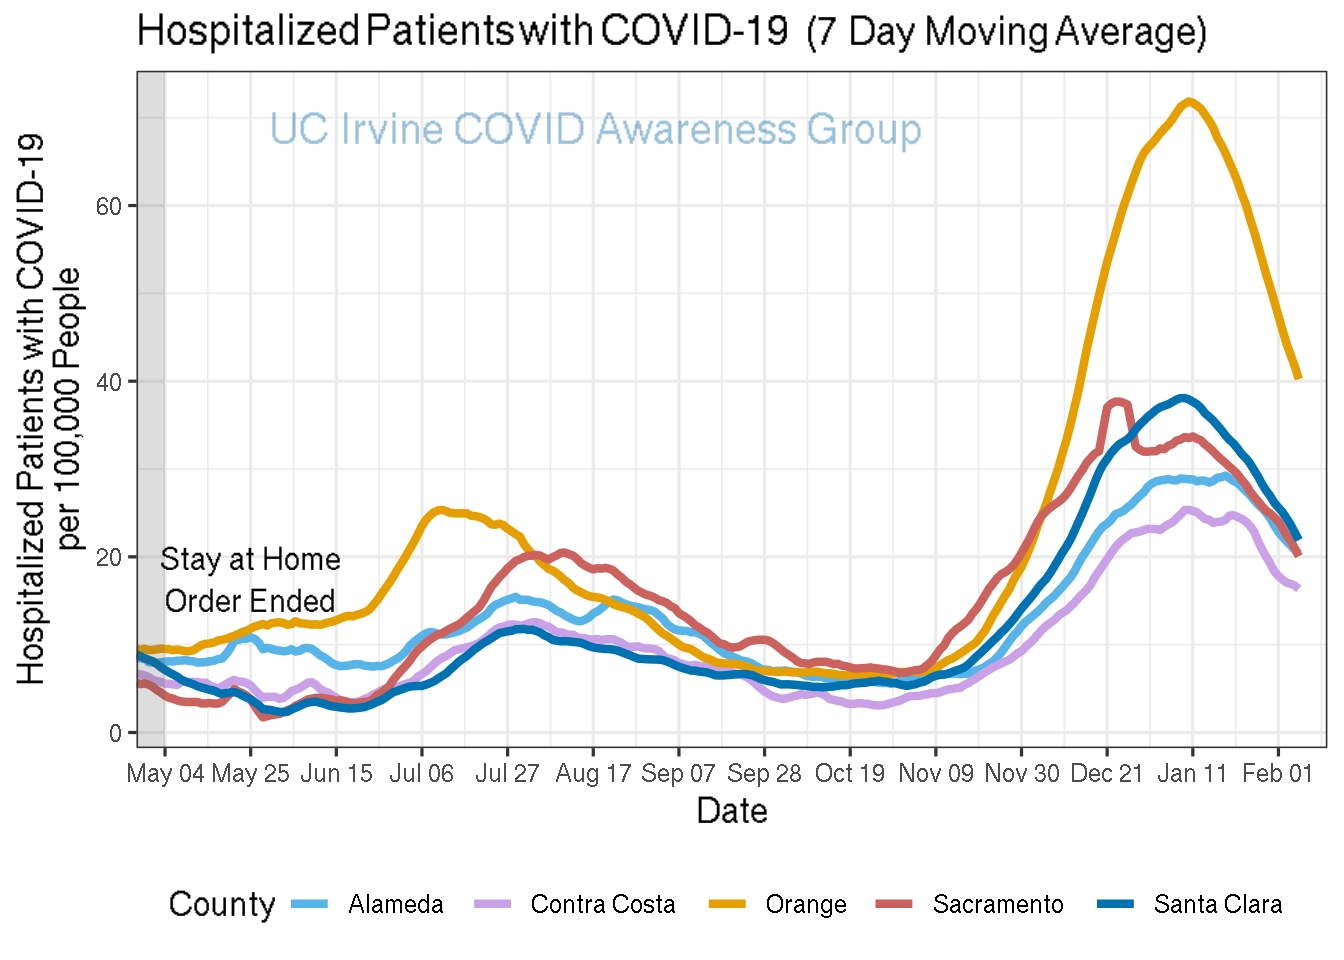 Hospitalized Patients with COVID-19 (7 Day Moving Average)
UC Irvine COVID Awareness Group
Hospitalized Patients with COVID-19
per 100,000 People
60
40
20
0
Stay at Home
Order Ended
May 04 May 25 Jun 15 Jul 06 Jul 27 Aug 17 Sep 07 Sep 28 Oct 19 Nov 09 Nov 30 Dec 21 Jan 11 Feb 01
Date
County Alameda Contra Costa Orange Sacramento Santa Clara